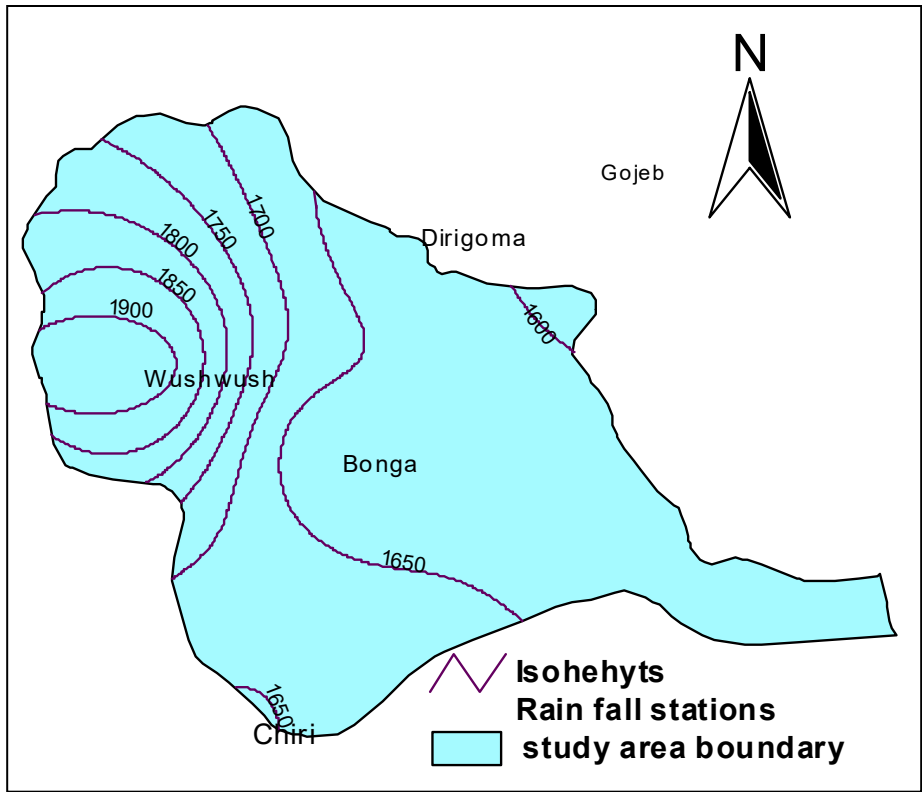 N
Gojeb
1700
1750
Dirigoma
1800
1850
1900
1600
Wushwush
Bonga
1650
Isohehyts
1650
Rain fall stations
Chiri
study area boundary